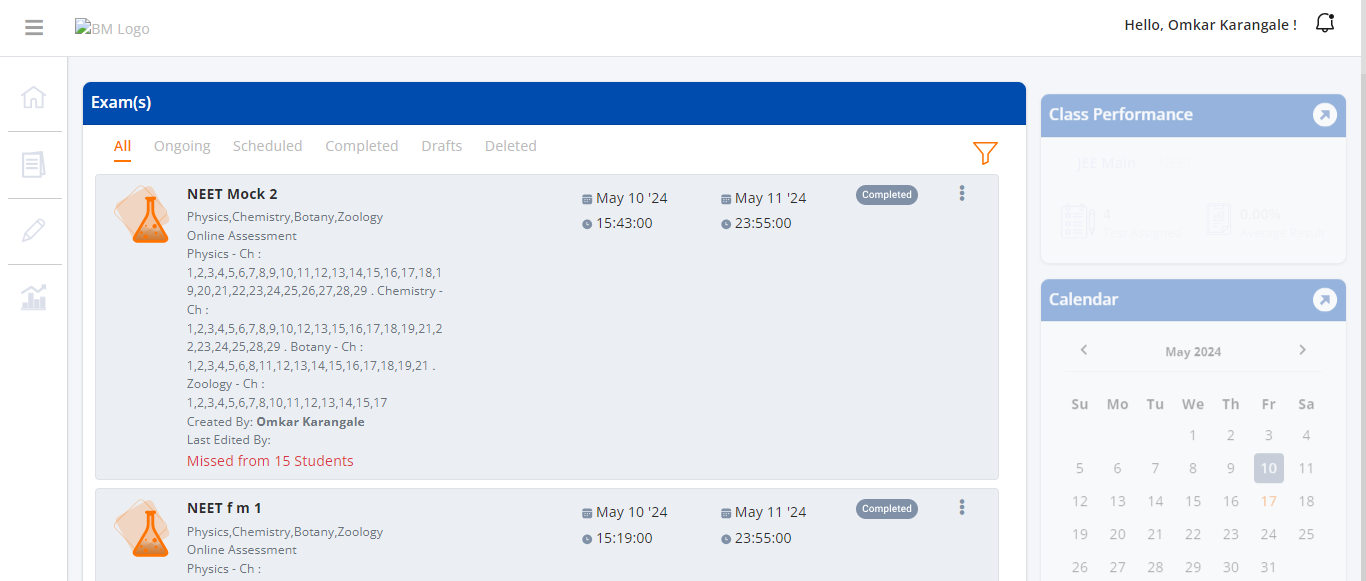 BM Logo
Hello, Omkar Karangale !
Exam(s)
All Ongoing Scheduled Completed Drafts Deleted
NEET Mock 2
Physics,Chemistry,Botany,Zoology
Online Assessment
Physics - Ch :
1,2,3,4,5,6,7,8,9,10,11,12,13,14,15,16,17,18,1
9,20,21,22,23,24,25,26,27,28,29 . Chemistry -
Ch :
1,2,3,4,5,6,7,8,9,10,12,13,15,16,17,18,19,21,2
2,23,24,25,28,29 . Botany - Ch :
1,2,3,4,5,6,8,11,12,13,14,15,16,17,18,19,21 .
Zoology - Ch :
1,2,3,4,5,6,7,8,10,11,12,13,14,15,17
Created By: Omkar Karangale
Last Edited By:
Missed from 15 Students
May 10 '24 May 11 '24 Completed
15:43:00 23:55:00
NEET f m 1
Physics,Chemistry,Botany,Zoology
Online Assessment
Physics - Ch :
May 10 '24 May 11 '24 Completed
15:19:00 23:55:00
Class Performance
JEE Main
4
0.00%
Calendar
May 2024
Su Mo Tu We Th Fr Sa
1 2 3 4
5 6 7 8 9 10 11
12 13 14 15 16 17 18
19 20 21 22 23 24 25
26 27 28 29 30 31